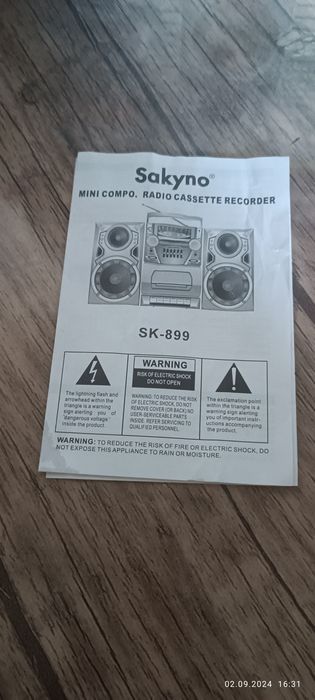 Sakyno®
MINI COMPO. RADIO CASSETTE RECORDER
SK-899
The lightning flash and
arrowhead within the
triangle is a warning
sign alerting you of
"dangerous voltage"
inside the product.
WARNING
RISK OF ELECTRIC SHOCK
DO NOT OPEN
WARNING: TO REDUCE THE RISK
OF ELECTRIC SHOCK, DO NOT
REMOVE COVER (OR BACK) NO
USER-SERVICEABLE PARTS
INSIDE. REFER SERVICING TO
QUALIFIED PERSONNEL.
The exclamation point
within the triangle is a
warning sign alerting
you of important instr-
uctions accompanying
the product.
WARNING: TO REDUCE THE RISK OF FIRE OR ELECTRIC SHOCK, DO
NOT EXPOSE THIS APPLIANCE TO RAIN OR MOISTURE.
02.09.2024 16:31